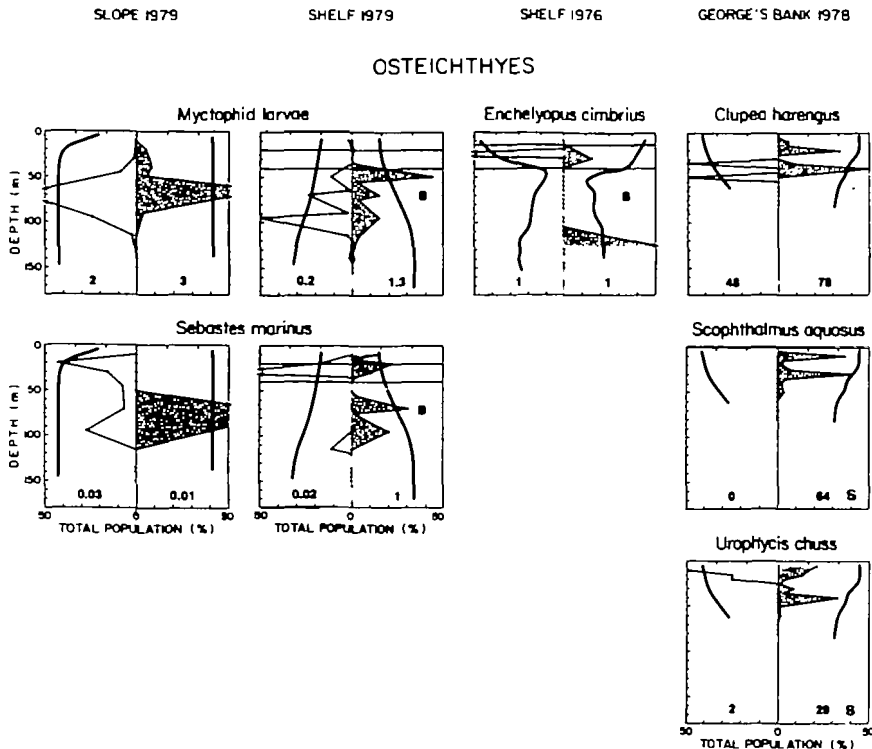 SLOPE 1979 SHELF 1979 SHELF 1976 GEORGE'S BANK 1978
OSTEICHTHYES
Myctophid larvae Enchelyopus cimbrius Clupea harengus
0
50
100
150
DEPTH (m)
2 3
0.2 1.3 S
1 1 S
48 78
Sebastes marinus Scophthalmus aquosus
0
50
100
150
DEPTH (m)
0.03 0.01
0.02 1 S
0 64 S
50 0 50 0 50
TOTAL POPULATION (%) TOTAL POPULATION (%)
Urophycis chuss
2 29 S
50 0 50
TOTAL POPULATION (%)